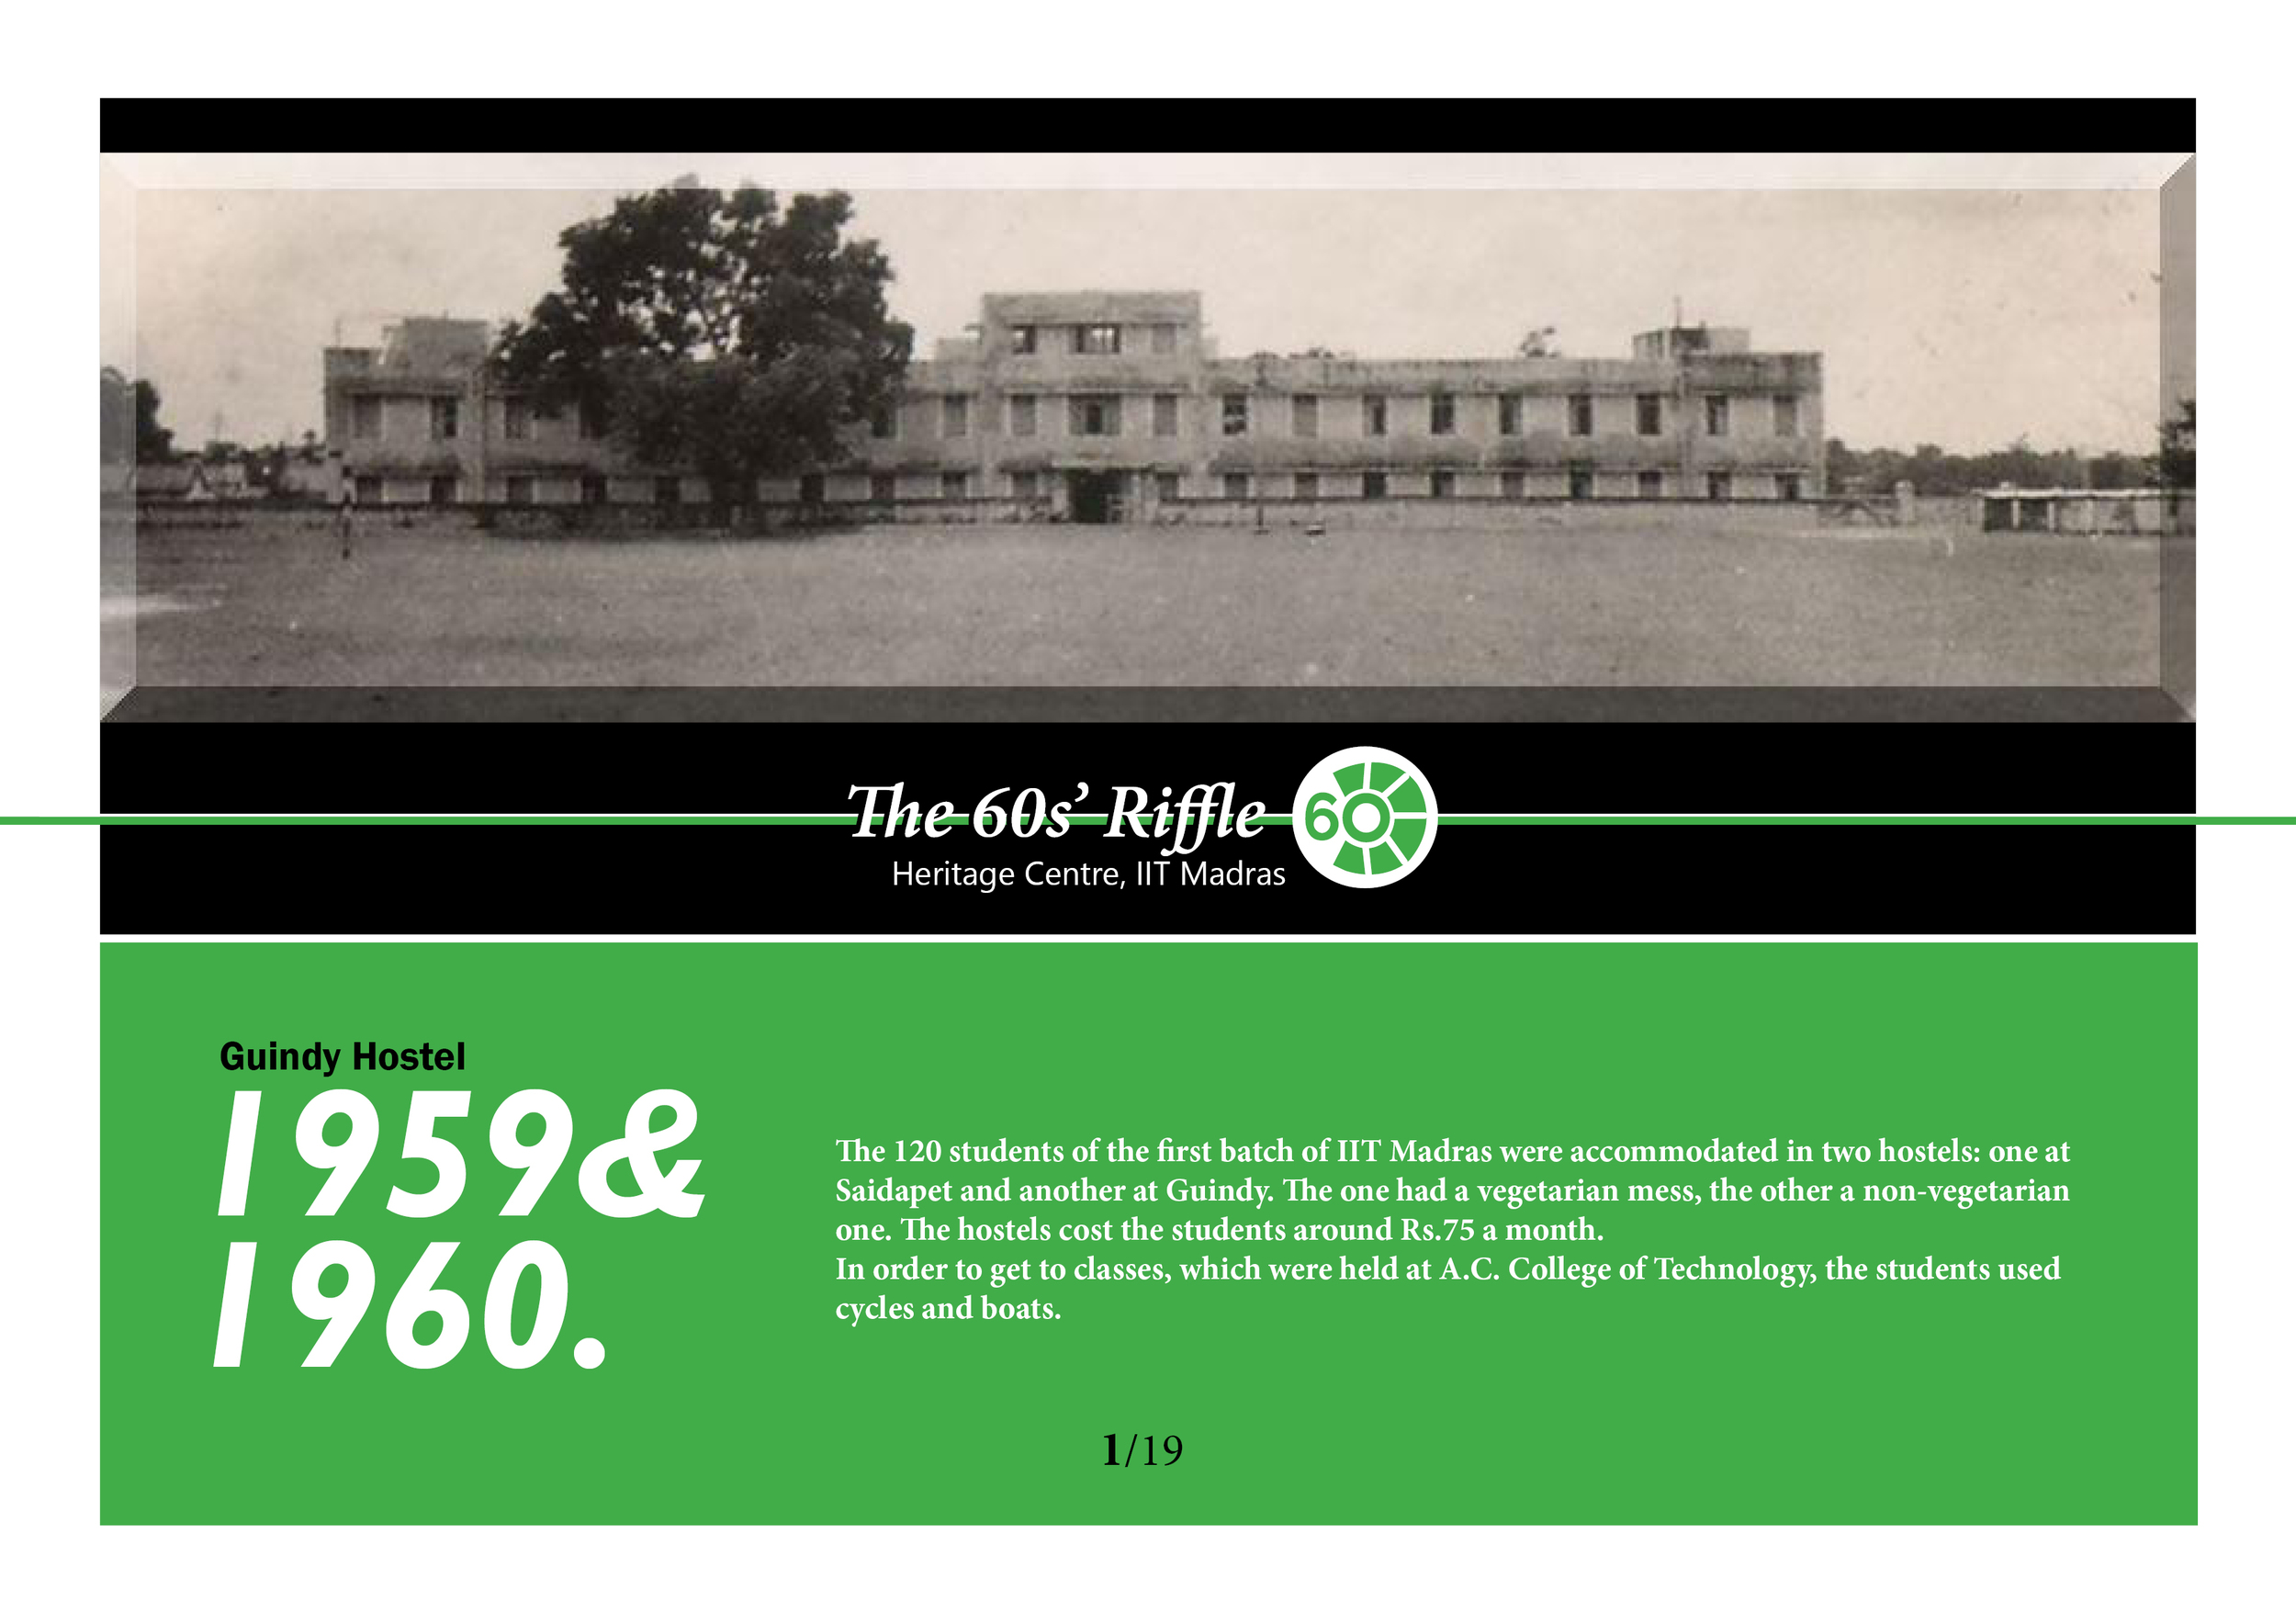 The 60s’ Riffle
60
Heritage Centre, IIT Madras
Guindy Hostel
1959&
1960.
The 120 students of the first batch of IIT Madras were accommodated in two hostels: one at
Saidapet and another at Guindy. The one had a vegetarian mess, the other a non-vegetarian
one. The hostels cost the students around Rs.75 a month.
In order to get to classes, which were held at A.C. College of Technology, the students used
cycles and boats.
1/19